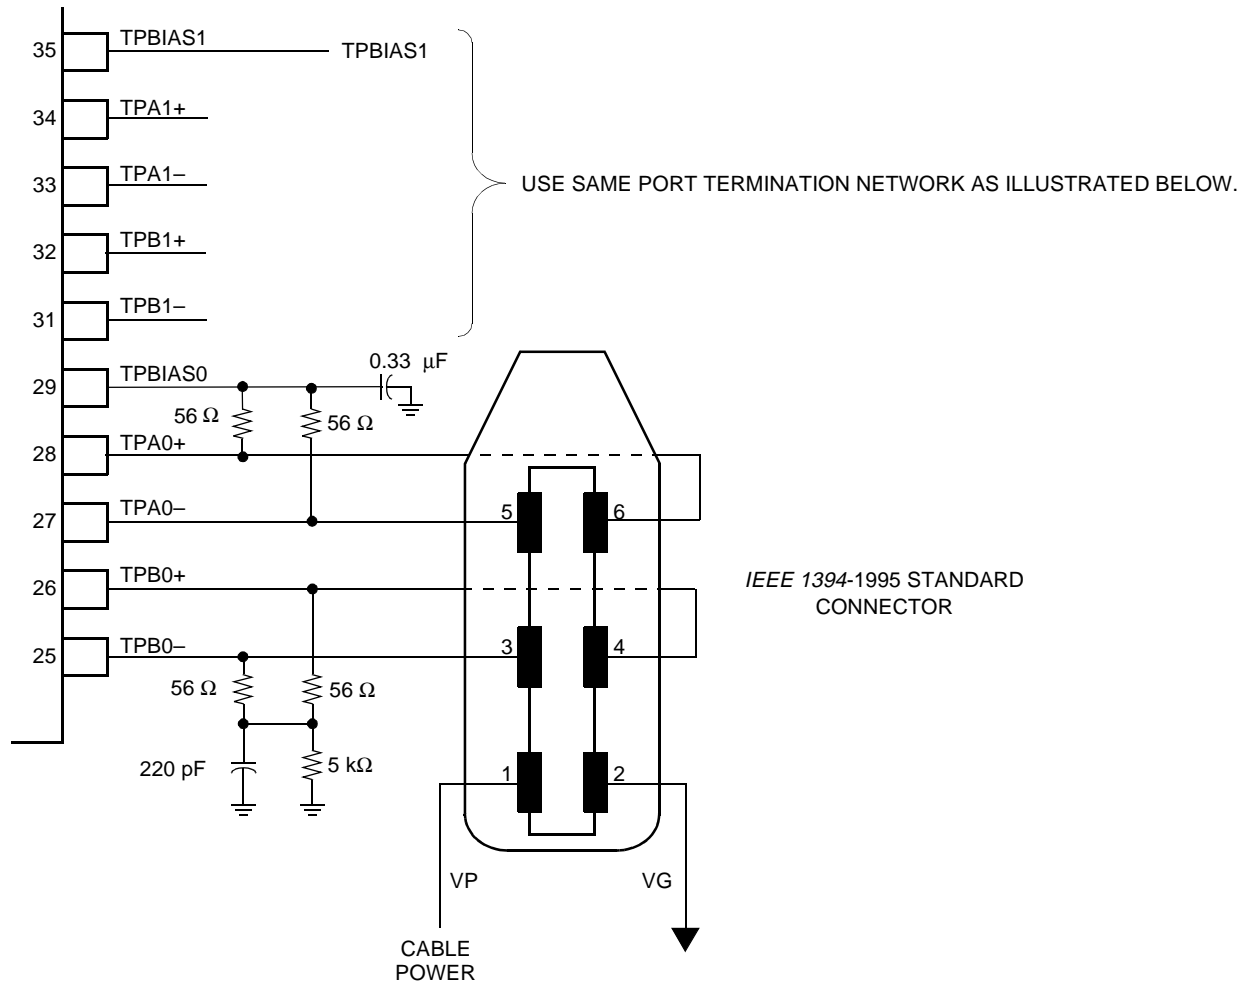 35 TPBIAS1 TPBIAS1
34 TPA1+
33 TPA1–
USE SAME PORT TERMINATION NETWORK AS ILLUSTRATED BELOW.
32 TPB1+
31 TPB1–
0.33 μF
29 TPBIAS0
56 Ω 56 Ω
28 TPA0+
27 TPA0–
5 6
26 TPB0+
IEEE 1394-1995 STANDARD
CONNECTOR
25 TPB0–
3 4
56 Ω 56 Ω
220 pF 5 kΩ
1 2
VP VG
CABLE
POWER